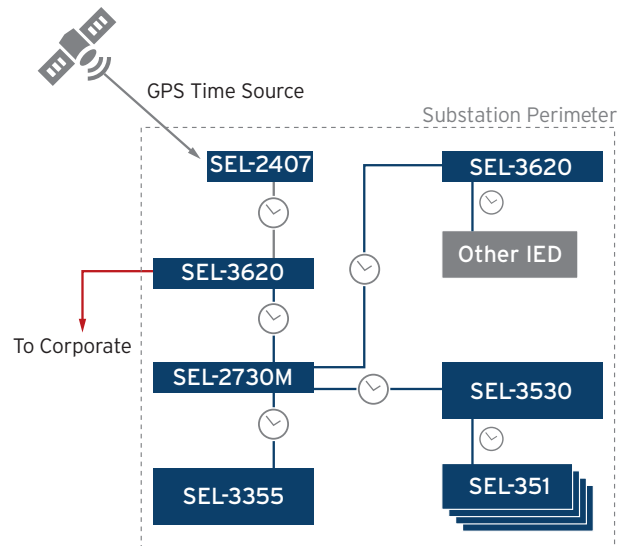 GPS Time Source
Substation Perimeter
SEL-2407
SEL-3620
SEL-3620
Other IED
To Corporate
SEL-2730M
SEL-3530
SEL-3355
SEL-351